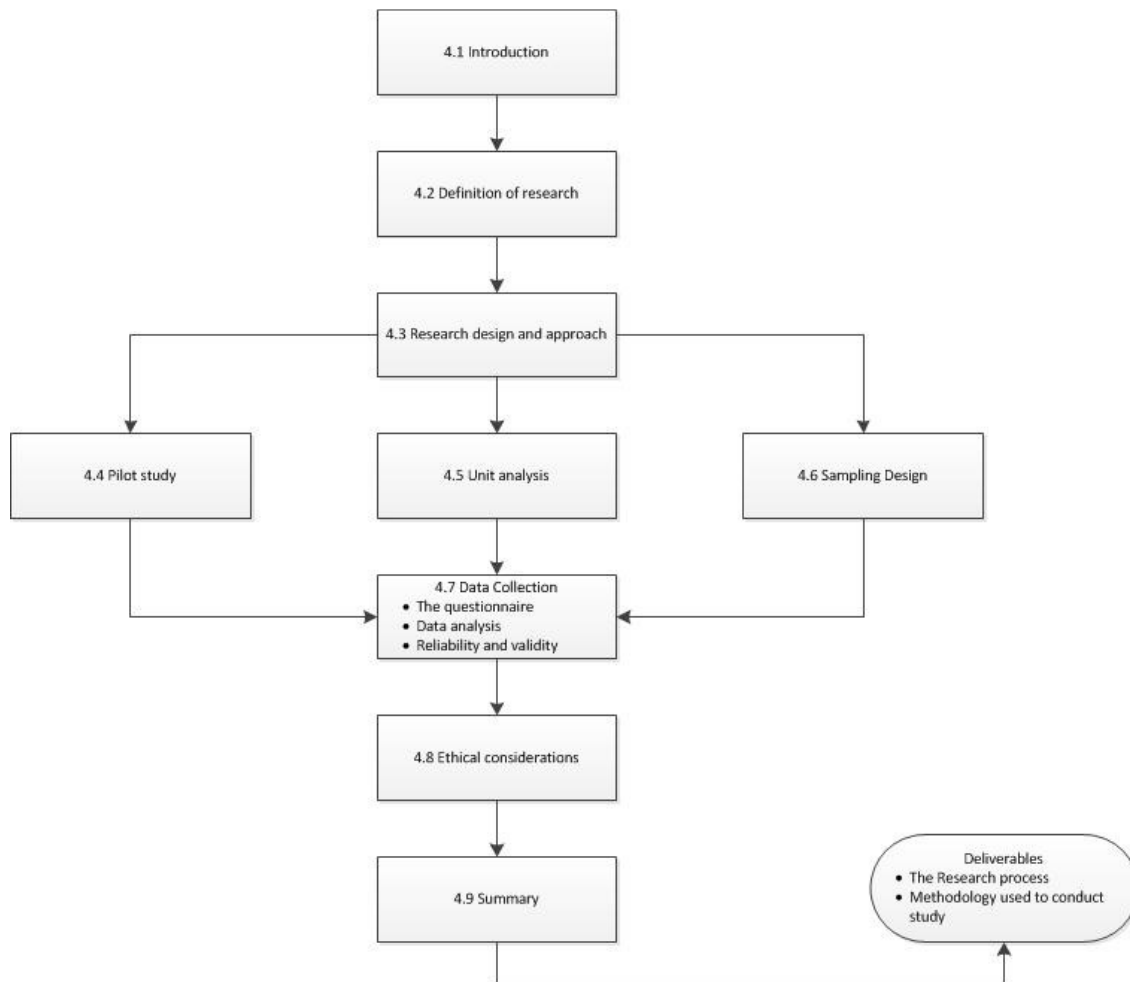 4.1 Introduction
4.2 Definition of research
4.3 Research design and approach
4.4 Pilot study
4.5 Unit analysis
4.6 Sampling Design
4.7 Data Collection
• The questionnaire
• Data analysis
• Reliability and validity
4.8 Ethical considerations
4.9 Summary
Deliverables
• The Research process
• Methodology used to conduct
study